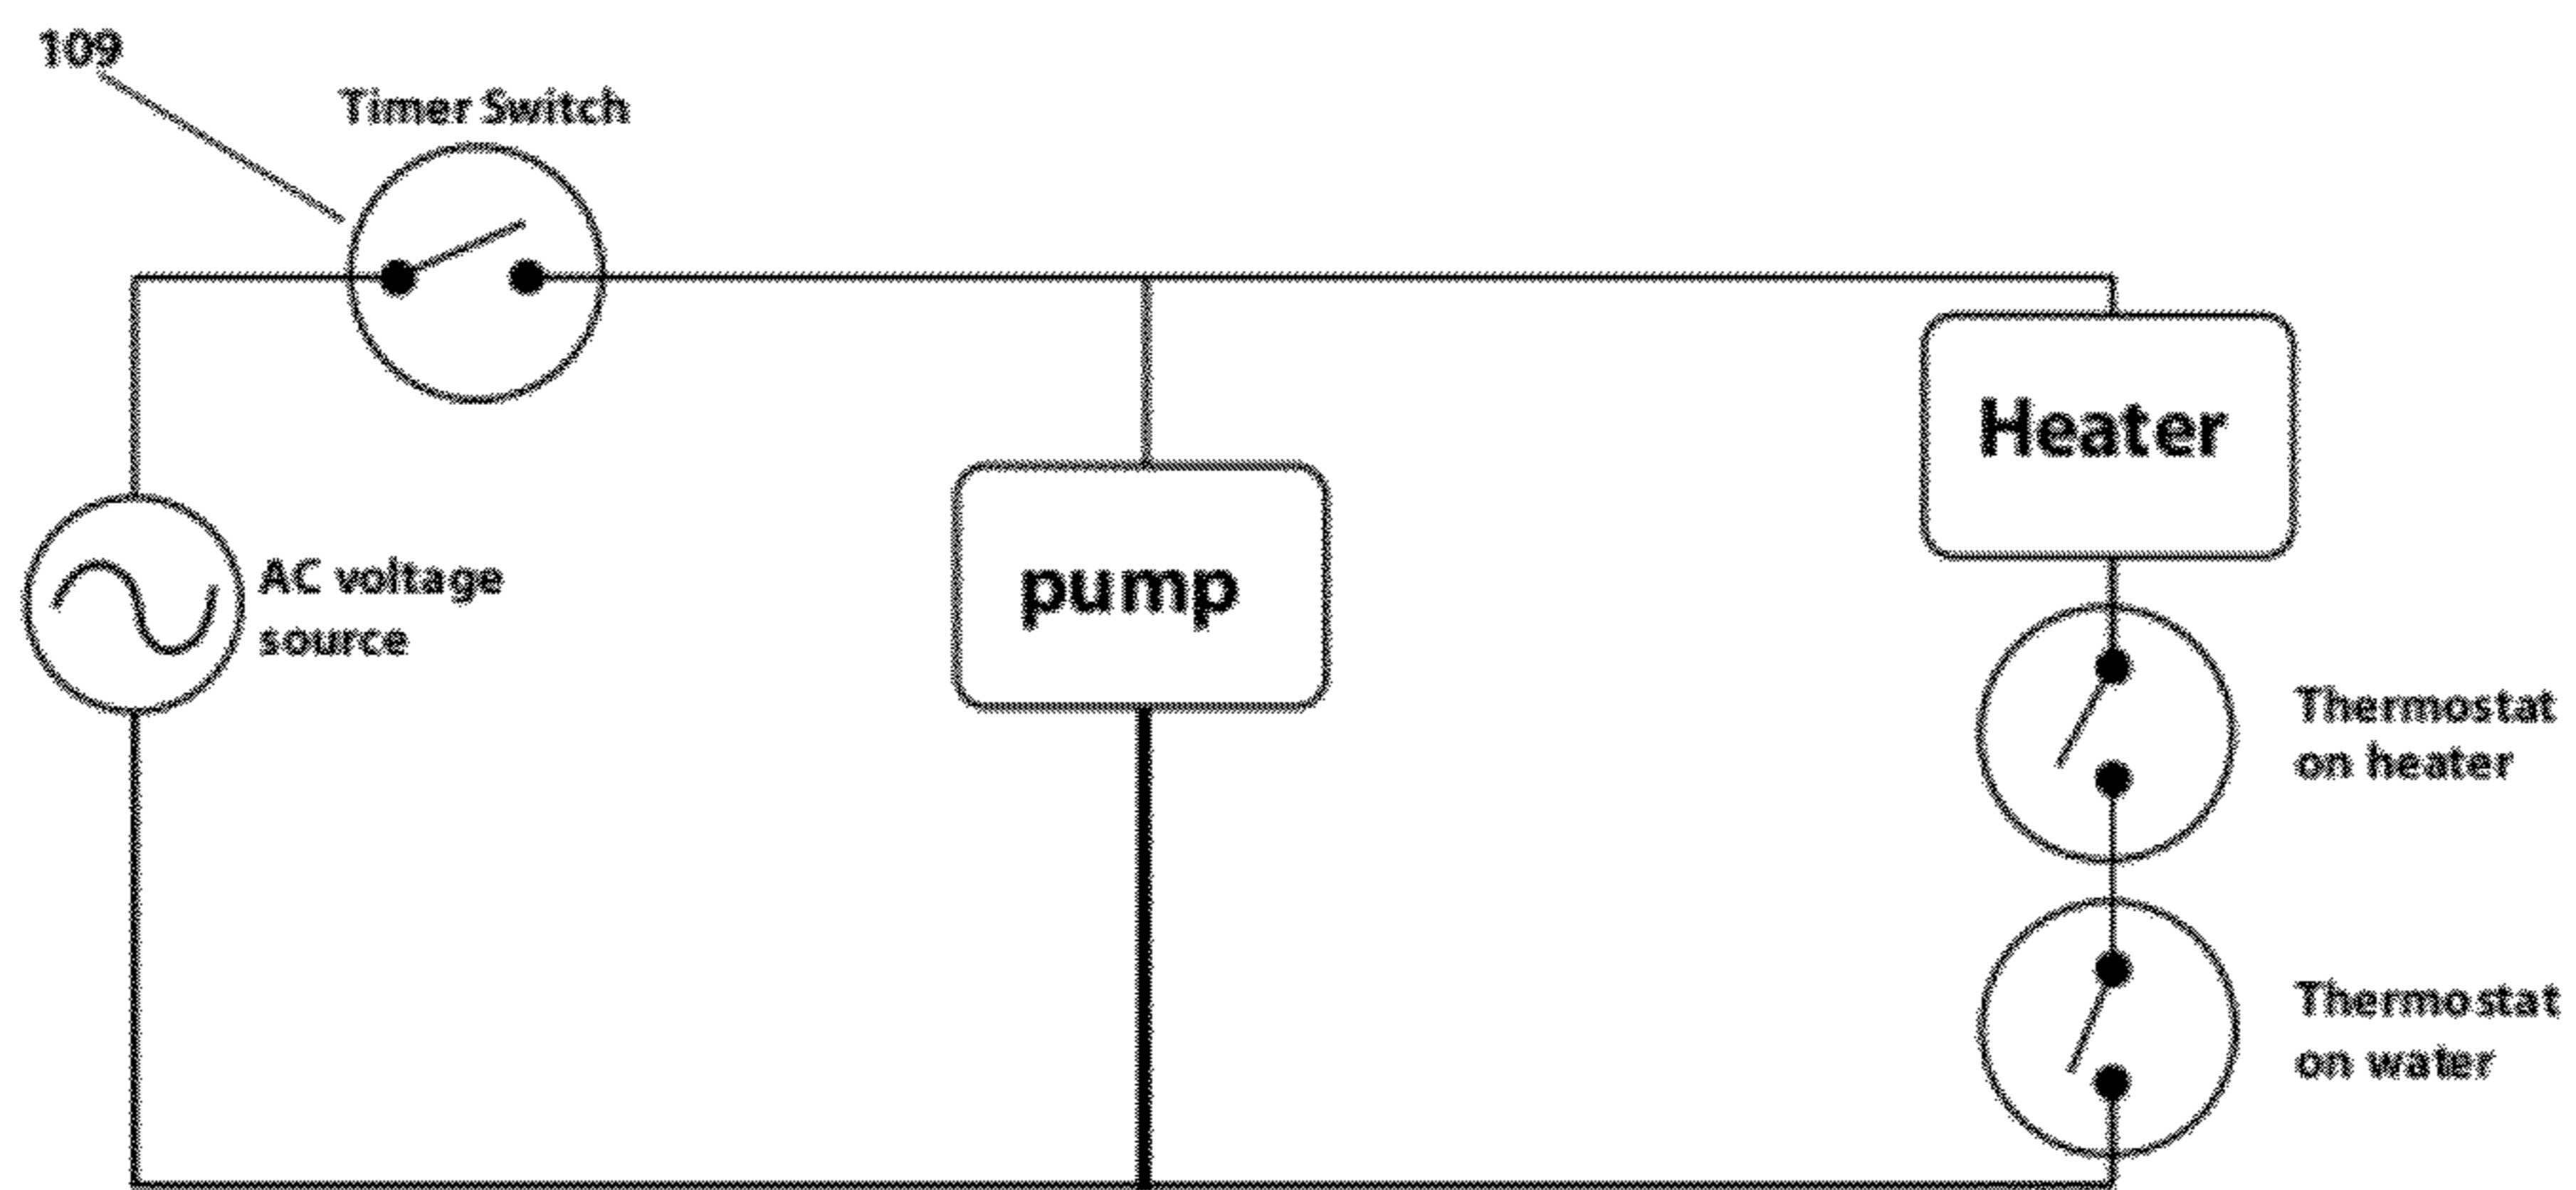 109
Timer Switch
AC voltage
source
pump
Heater
Thermostat
on heater
Thermostat
on water